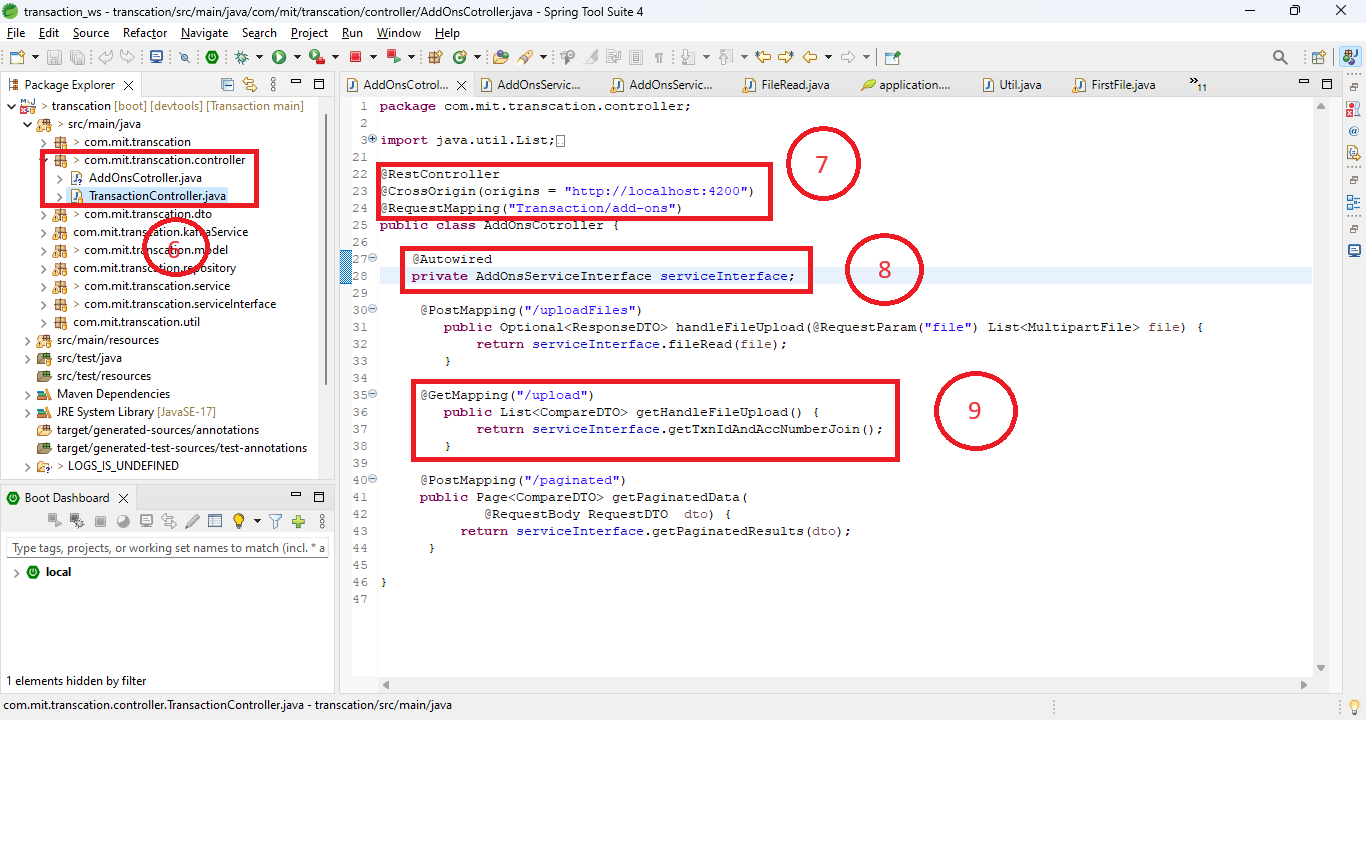 transaction_ws - transcation/src/main/java/com/mit/transcation/controller/AddOnsCotroller.java - Spring Tool Suite 4
File Edit Source Refactor Navigate Search Project Run Window Help
Package Explorer
AddOnsCotrol... AddOnsServic... AddOnsServic... FileRead.java application.... Util.java FirstFile.java »11
> transcation [boot] [devtools] [Transaction main]
> src/main/java
> com.mit.transcation
> com.mit.transcation.controller
AddOnsCotroller.java
TransactionController.java
> com.mit.transcation.dto
com.mit.transcation.kafkaService
> com.mit.transcation.model
com.mit.transcation.repository
> com.mit.transcation.service
> com.mit.transcation.serviceInterface
com.mit.transcation.util
src/main/resources
src/test/java
src/test/resources
Maven Dependencies
JRE System Library [JavaSE-17]
target/generated-sources/annotations
target/generated-test-sources/test-annotations
> LOGS_IS_UNDEFINED
6
Boot Dashboard
Type tags, projects, or working set names to match (incl. * a
local
1 elements hidden by filter
1 package com.mit.transcation.controller;
2
3 import java.util.List;
21
22 @RestController
23 @CrossOrigin(origins = "http://localhost:4200")
24 @RequestMapping("Transaction/add-ons")
25 public class AddOnsCotroller {
26
27 @Autowired
28 private AddOnsServiceInterface serviceInterface;
29
30 @PostMapping("/uploadFiles")
31 public Optional<ResponseDTO> handleFileUpload(@RequestParam("file") List<MultipartFile> file) {
32 return serviceInterface.fileRead(file);
33 }
34
35 @GetMapping("/upload")
36 public List<CompareDTO> getHandleFileUpload() {
37 return serviceInterface.getTxnIdAndAccNumberJoin();
38 }
39
40 @PostMapping("/paginated")
41 public Page<CompareDTO> getPaginatedData(
42 @RequestBody RequestDTO dto) {
43 return serviceInterface.getPaginatedResults(dto);
44 }
45
46 }
47
7
8
9
com.mit.transcation.controller.TransactionController.java - transcation/src/main/java